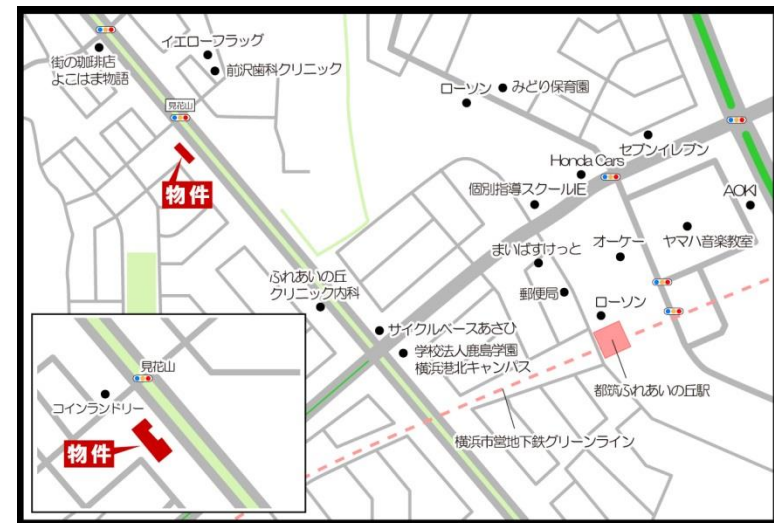 街の珈琲店
よこはま物語
イエローフラッグ
前沢歯科クリニック
見花山
物件
ローソン
みどり保育園
セブンイレブン
Honda Cars
個別指導スクールIE
AOKI
ヤマハ音楽教室
オーケー
まいばすけっと
郵便局
ローソン
ふれあいの丘
クリニック内科
サイクルベースあさひ
学校法人鹿島学園
横浜港北キャンパス
都筑ふれあいの丘駅
横浜市営地下鉄グリーンライン
見花山
コインランドリー
物件